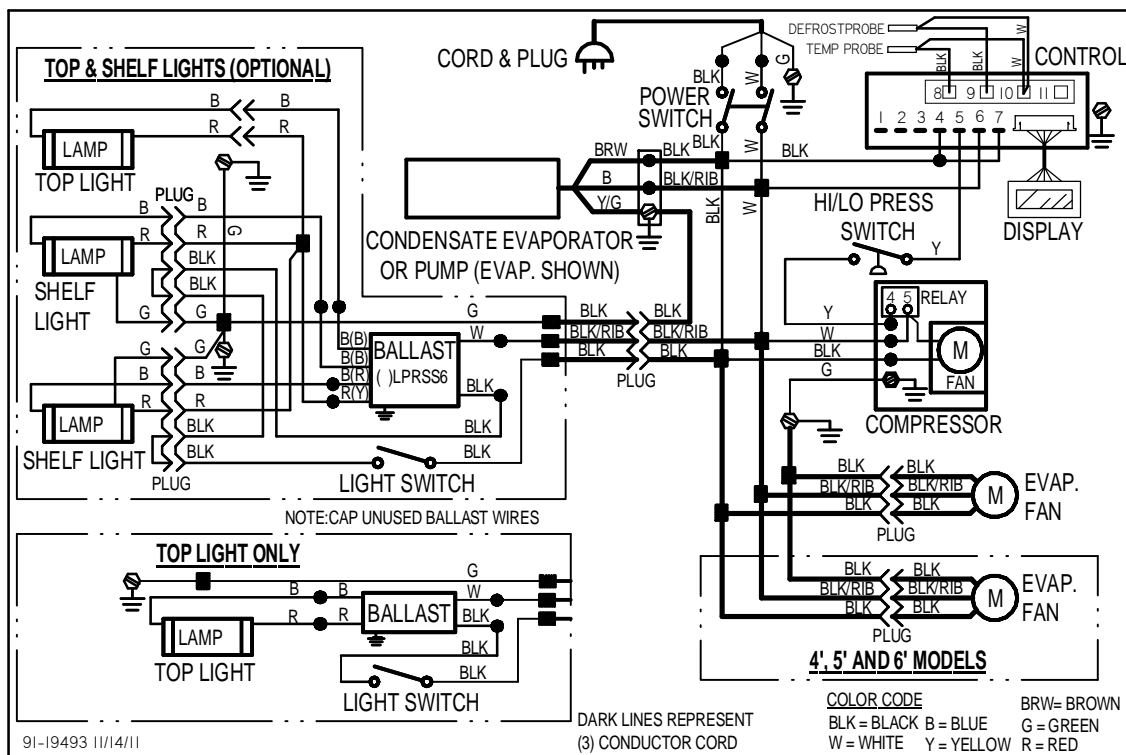 TOP & SHELF LIGHTS (OPTIONAL)
CORD & PLUG
DEFROSTPROBE
TEMP PROBE
W
BLK
BLK
CONTROL
8 9 10 11
1 2 3 4 5 6 7
BLK
W
G
POWER
SWITCH
BLK
W
B
B
R
R
LAMP
TOP LIGHT
BRW
BLK
BLK
B
BLK/RIB
Y/G
BLK
W
HI/LO PRESS
SWITCH
Y
DISPLAY
CONDENSATE EVAPORATOR
OR PUMP (EVAP. SHOWN)
PLUG
B
B
G
R
R
LAMP
BLK
BLK
SHELF
LIGHT
G
G
G
BLK
BLK
W
BLK/RIB
BLK/RIB
BLK
BLK
PLUG
Y
W
BLK
G
4 5
RELAY
M
FAN
COMPRESSOR
B(B)
B(B)
B(R)
R(Y)
BALLAST
( )LPRSS6
BLK
G
G
B
B
R
R
LAMP
BLK
BLK
BLK
BLK
SHELF LIGHT
PLUG
LIGHT SWITCH
NOTE:CAP UNUSED BALLAST WIRES
BLK
BLK
BLK/RIB
BLK/RIB
BLK
BLK
PLUG
M
EVAP.
FAN
TOP LIGHT ONLY
G
B
B
W
R
R
BALLAST
BLK
LAMP
TOP LIGHT
BLK
BLK
LIGHT SWITCH
BLK
BLK
BLK/RIB
BLK/RIB
BLK
BLK
PLUG
M
EVAP.
FAN
4', 5' AND 6' MODELS
DARK LINES REPRESENT
(3) CONDUCTOR CORD
COLOR CODE
BRW= BROWN
BLK = BLACK B = BLUE G = GREEN
W = WHITE Y = YELLOW R = RED
91-19493 11/14/11